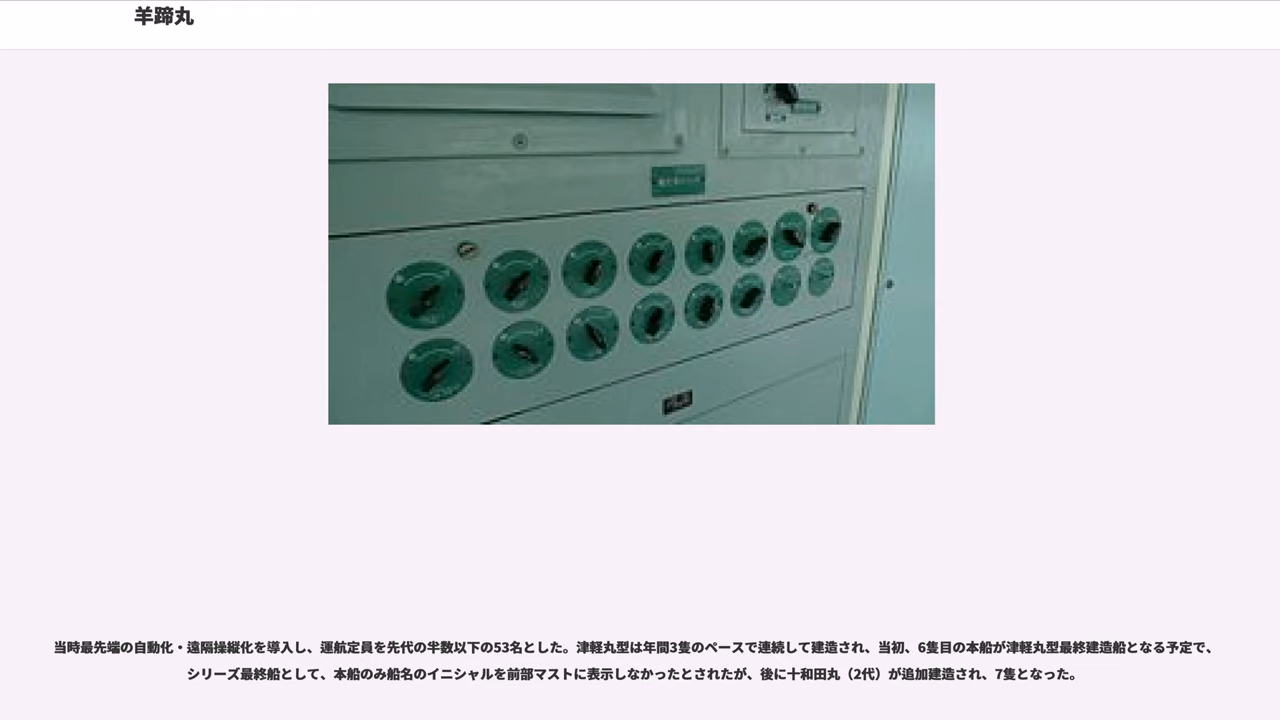 羊蹄丸
当時最先端の自動化・遠隔操縦化を導入し、運航定員を先代の半数以下の53名とした。津軽丸型は年間3隻のペースで連続して建造され、当初、6隻目の本船が津軽丸型最終建造船となる予定で、
シリーズ最終船として、本船のみ船名のイニシャルを前部マストに表示しなかったとされたが、後に十和田丸（2代）が追加建造され、7隻となった。